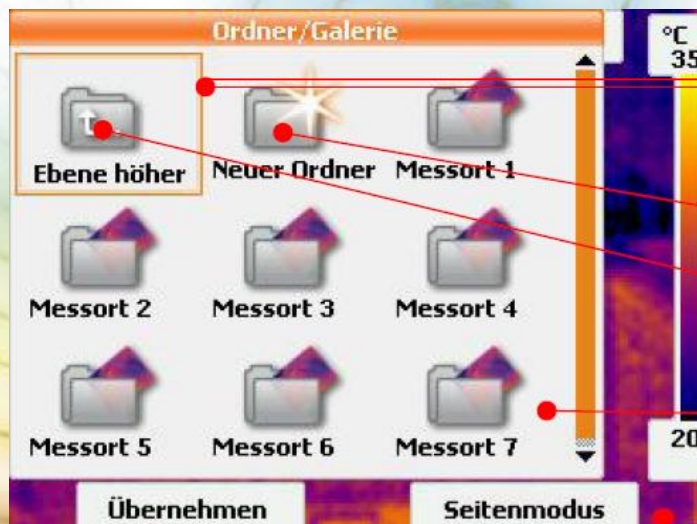 Ordner/Galerie
°C
35
Ebene höher
Neuer Ordner
Messort 1
Messort 2
Messort 3
Messort 4
Messort 5
Messort 6
Messort 7
20
Übernehmen
Seitenmodus